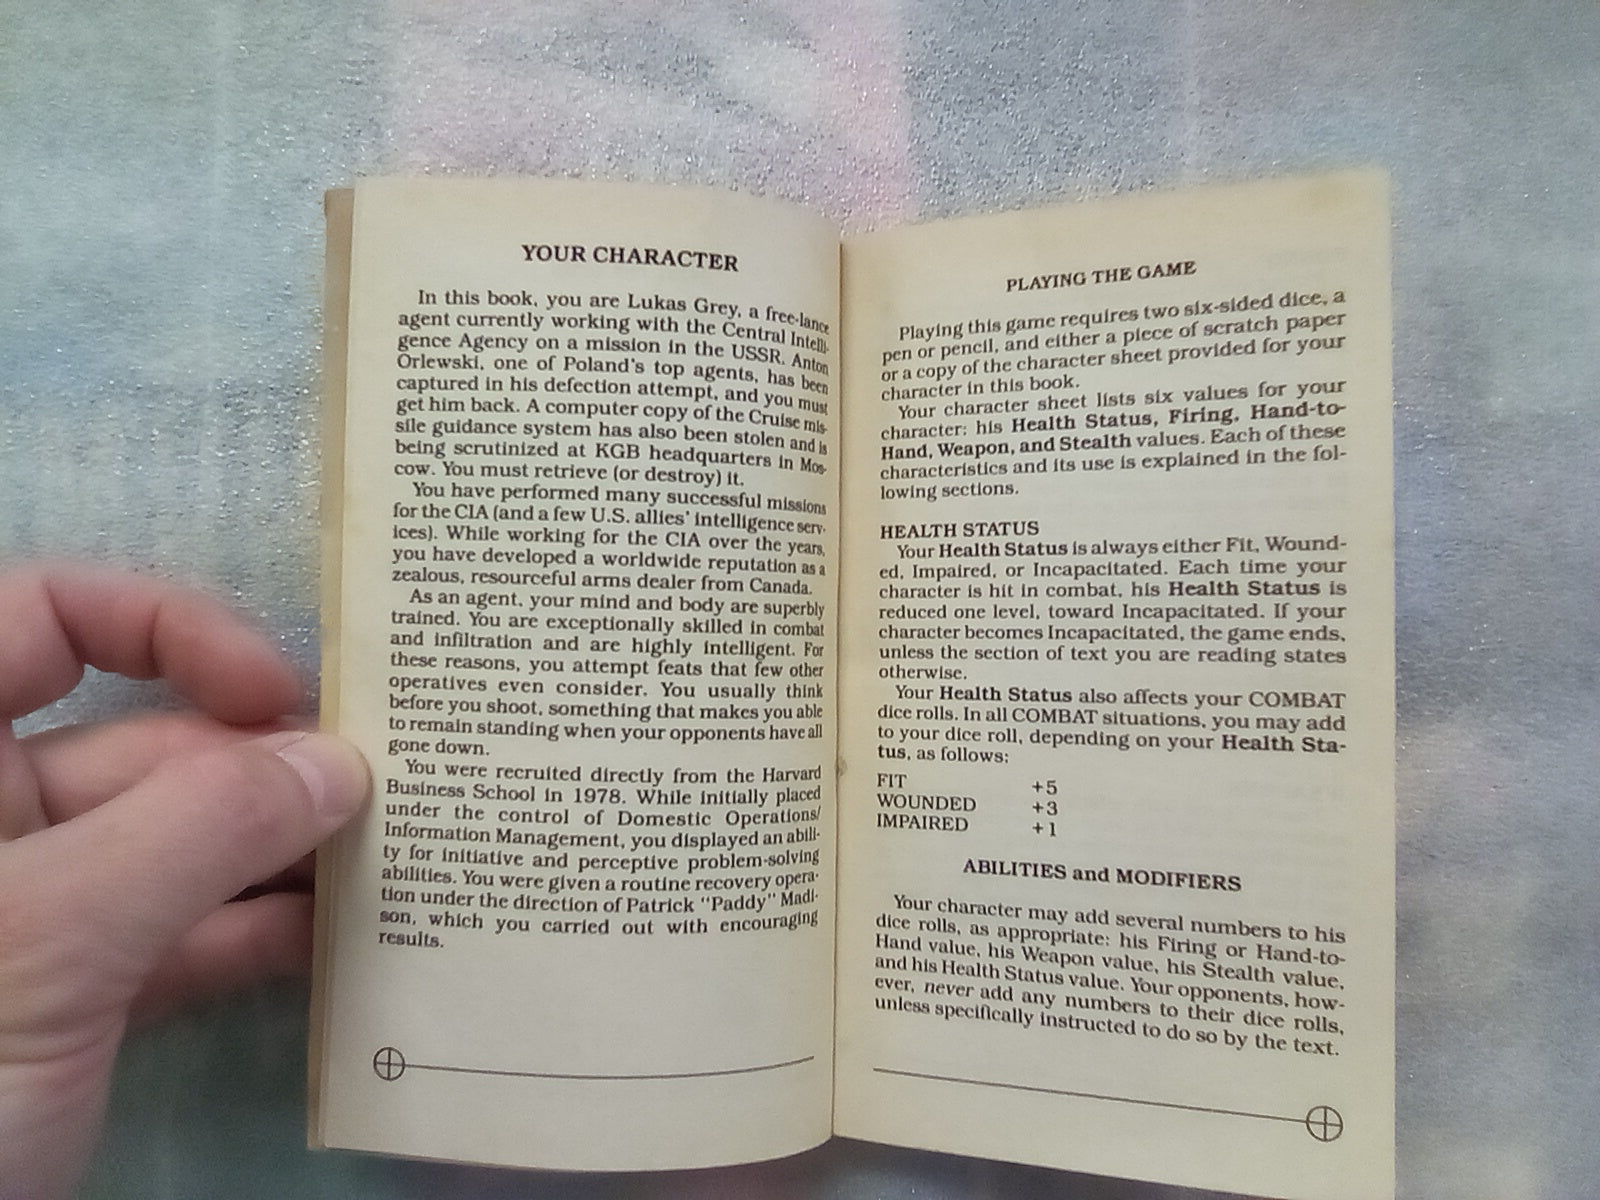 YOUR CHARACTER
In this book, you are Lukas Grey, a free-lance
agent currently working with the Central Intelli-
gence Agency on a mission in the USSR. Anton
Orlewski, one of Poland's top agents, has been
captured in his defection attempt, and you must
get him back. A computer copy of the Cruise mis-
sile guidance system has also been stolen and is
being scrutinized at KGB headquarters in Mos-
cow. You must retrieve (or destroy) it.
You have performed many successful missions
for the CIA (and a few U.S. allies' intelligence serv-
ices). While working for the CIA over the years,
you have developed a worldwide reputation as a
zealous, resourceful arms dealer from Canada.
As an agent, your mind and body are superbly
trained. You are exceptionally skilled in combat
and infiltration and are highly intelligent. For
these reasons, you attempt feats that few other
operatives even consider. You usually think
before you shoot, something that makes you able
to remain standing when your opponents have all
gone down.
You were recruited directly from the Harvard
Business School in 1978. While initially placed
under the control of Domestic Operations/
Information Management, you displayed an abili-
ty for initiative and perceptive problem-solving
abilities. You were given a routine recovery opera-
tion under the direction of Patrick "Paddy" Madi-
son, which you carried out with encouraging
results.
PLAYING THE GAME
Playing this game requires two six-sided dice, a
pen or pencil, and either a piece of scratch paper
or a copy of the character sheet provided for your
character in this book.
Your character sheet lists six values for your
character: his Health Status, Firing, Hand-to-
Hand, Weapon, and Stealth values. Each of these
characteristics and its use is explained in the fol-
lowing sections.
HEALTH STATUS
Your Health Status is always either Fit, Wound-
ed, Impaired, or Incapacitated. Each time your
character is hit in combat, his Health Status is
reduced one level, toward Incapacitated. If your
character becomes Incapacitated, the game ends,
unless the section of text you are reading states
otherwise.
Your Health Status also affects your COMBAT
dice rolls. In all COMBAT situations, you may add
to your dice roll, depending on your Health Sta-
tus, as follows:
FIT +5
WOUNDED +3
IMPAIRED +1
ABILITIES and MODIFIERS
Your character may add several numbers to his
dice rolls, as appropriate: his Firing or Hand-to-
Hand value, his Weapon value, his Stealth value,
and his Health Status value. Your opponents, how-
ever, never add any numbers to their dice rolls,
unless specifically instructed to do so by the text.